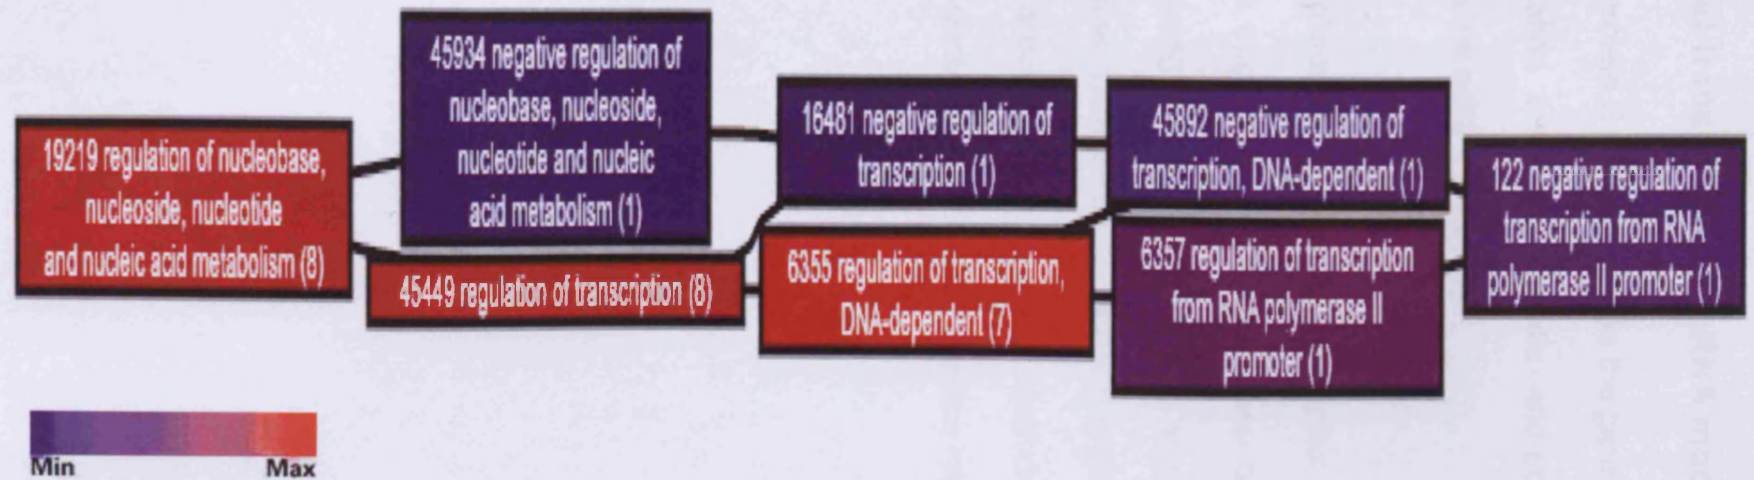 19219 regulation of nucleobase,
nucleoside, nucleotide
and nucleic acid metabolism (8)
45934 negative regulation of
nucleobase, nucleoside,
nucleotide and nucleic
acid metabolism (1)
45449 regulation of transcription (8)
16481 negative regulation of
transcription (1)
6355 regulation of transcription,
DNA-dependent (7)
45892 negative regulation of
transcription, DNA-dependent (1)
6357 regulation of transcription
from RNA polymerase II
promoter (1)
122 negative regulation of
transcription from RNA
polymerase II promoter (1)
Min Max